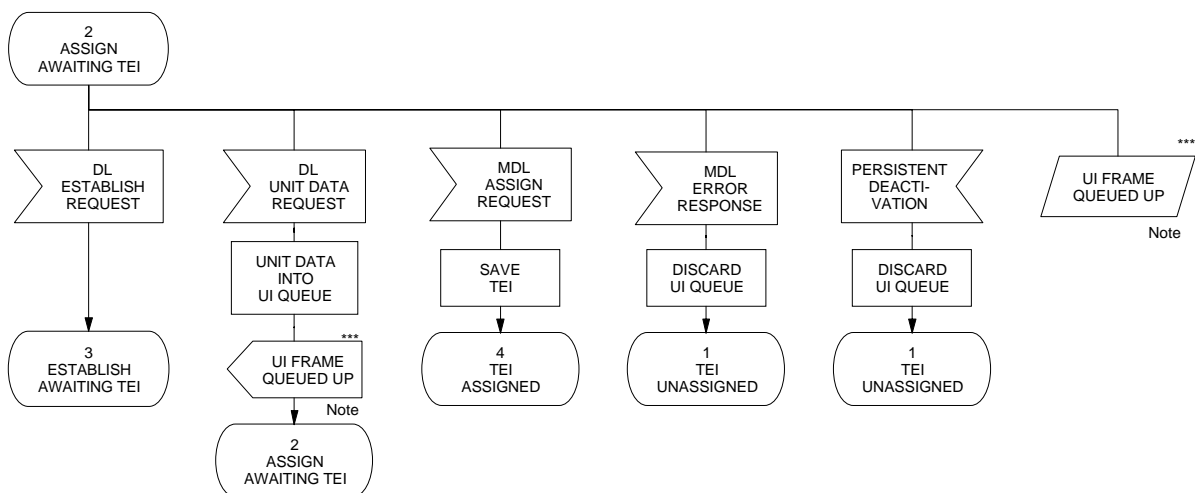 2
ASSIGN
AWAITING TEI
DL
ESTABLISH
REQUEST
DL
UNIT DATA
REQUEST
MDL
ASSIGN
REQUEST
MDL
ERROR
RESPONSE
PERSISTENT
DEACTI-
VATION
***
UI FRAME
QUEUED UP
Note
UNIT DATA
INTO
UI QUEUE
SAVE
TEI
DISCARD
UI QUEUE
DISCARD
UI QUEUE
3
ESTABLISH
AWAITING TEI
***
UI FRAME
QUEUED UP
Note
4
TEI
ASSIGNED
1
TEI
UNASSIGNED
1
TEI
UNASSIGNED
2
ASSIGN
AWAITING TEI